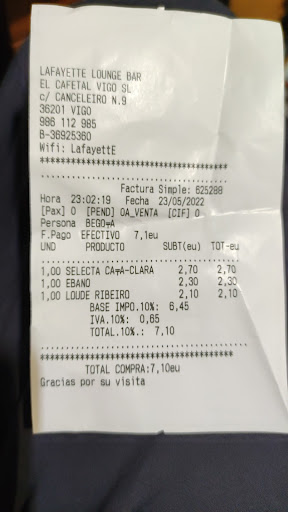 LAFAYETTE LOUNGE BAR
EL CAFETAL VIGO SL
c/ CANCELEIRO N.9
36201 VIGO
986 112 985
B-36925360
Wifi: LafayettE
****************************************
........................................
Factura Simple: 625288
Hora 23:02:19 Fecha 23/05/2022
[Pax] 0 [PEND] OA_VENTA [CIF] 0
Persona BEGO╤A
F.Pago EFECTIVO 7,1eu
UND PRODUCTO SUBT(eu) TOT-eu
1,00 SELECTA CA╤A-CLARA 2,70 2,70
1,00 EBANO 2,30 2,30
1,00 LOUDE RIBEIRO 2,10 2,10
BASE IMPO.10%: 6,45
IVA.10%: 0,65
TOTAL.10%.: 7,10
........................................
****************************************
TOTAL COMPRA:7,10eu
Gracias por su visita